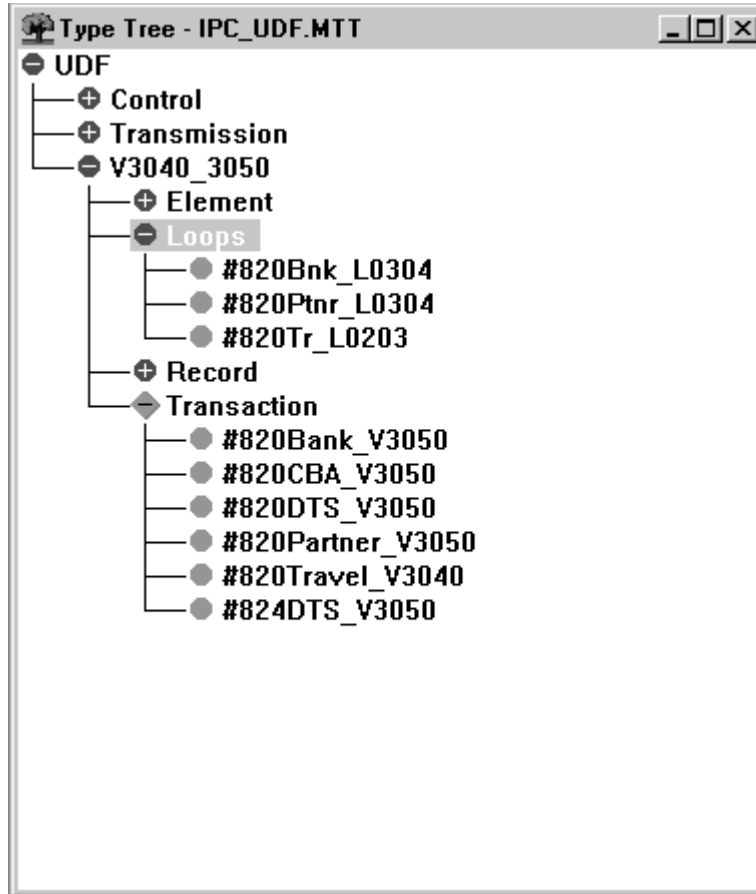 Type Tree - IPC_UDF.MTT
UDF
Control
Transmission
V3040_3050
Element
Loops
#820Bnk_L0304
#820Ptnr_L0304
#820Tr_L0203
Record
Transaction
#820Bank_V3050
#820CBA_V3050
#820DTS_V3050
#820Partner_V3050
#820Travel_V3040
#824DTS_V3050